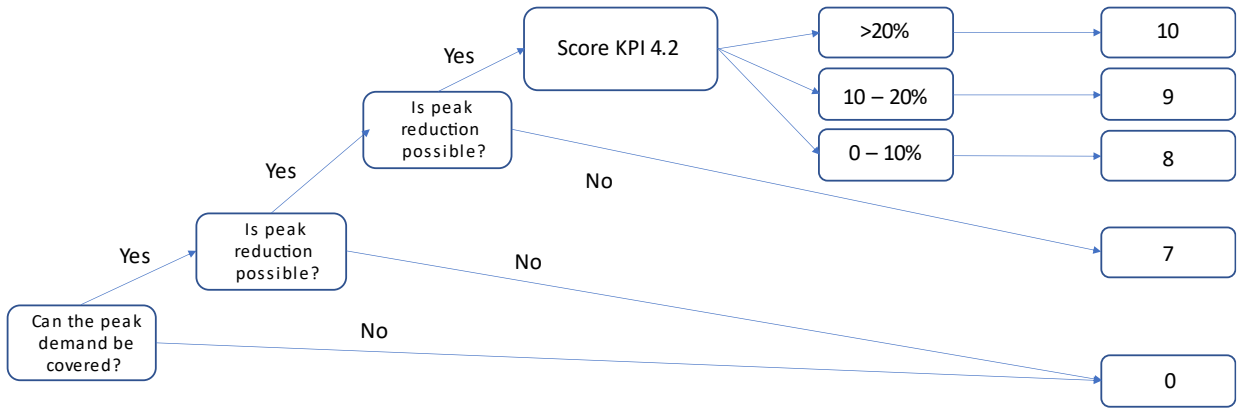 Yes
Score KPI 4.2
>20%
10
10 – 20%
9
0 – 10%
8
Is peak
reduction
possible?
Yes
No
7
Is peak
reduction
possible?
Yes
No
Can the peak
demand be
covered?
No
0